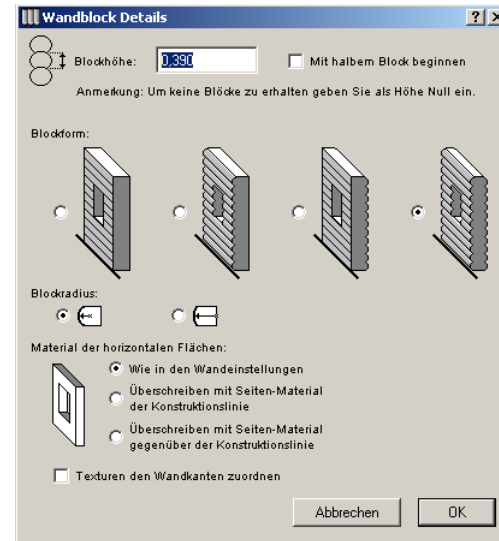 Wandblock Details
Blockhöhe: 0,390 Mit halbem Block beginnen
Anmerkung: Um keine Blöcke zu erhalten geben Sie als Höhe Null ein.
Blockform:
Blockradius:
Material der horizontalen Flächen:
Wie in den Wandeinstellungen
Überschreiben mit Seiten-Material
der Konstruktionslinie
Überschreiben mit Seiten-Material
gegenüber der Konstruktionslinie
Texturen den Wandkanten zuordnen
Abbrechen OK